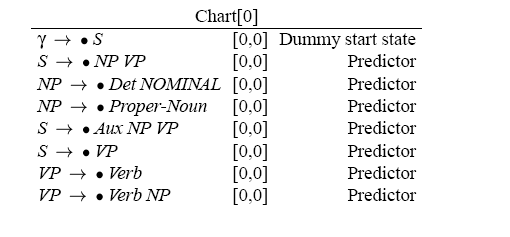 Chart[0]
γ → • S [0,0] Dummy start state
S → • NP VP [0,0] Predictor
NP → • Det NOMINAL [0,0] Predictor
NP → • Proper-Noun [0,0] Predictor
S → • Aux NP VP [0,0] Predictor
S → • VP [0,0] Predictor
VP → • Verb [0,0] Predictor
VP → • Verb NP [0,0] Predictor